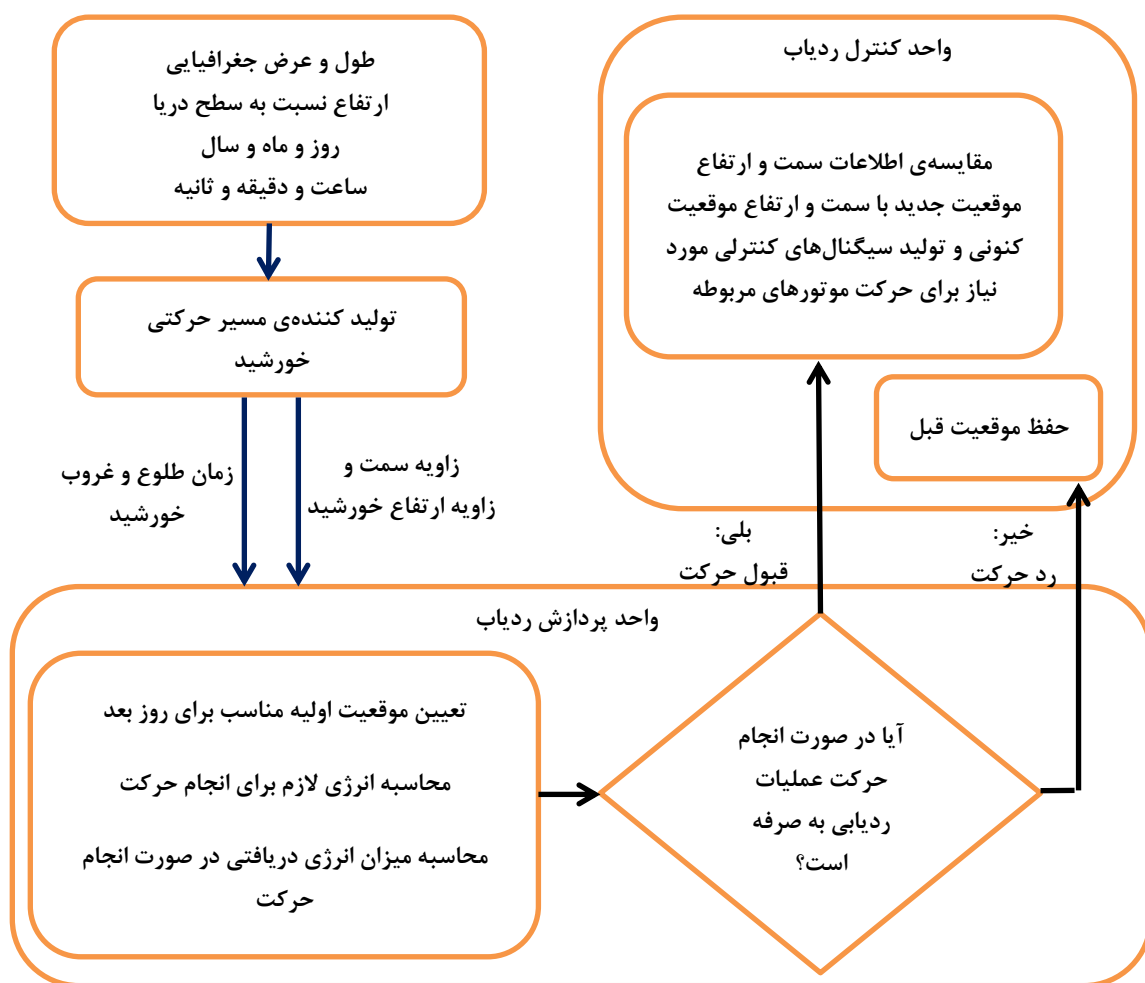 طول و عرض جغرافیایی
ارتفاع نسبت به سطح دریا
روز و ماه و سال
ساعت و دقیقه و ثانیه
تولید کننده‌ی مسیر حرکتی
خورشید
زمان طلوع و غروب
خورشید
زاویه سمت و
زاویه ارتفاع خورشید
واحد پردازش ردیاب
تعیین موقعیت اولیه مناسب برای روز بعد
محاسبه انرژی لازم برای انجام حرکت
محاسبه میزان انرژی دریافتی در صورت انجام
حرکت
آیا در صورت انجام
حرکت عملیات
ردیابی به صرفه
است؟
بلی:
قبول حرکت
خیر:
رد حرکت
واحد کنترل ردیاب
مقایسه‌ی اطلاعات سمت و ارتفاع
موقعیت جدید با سمت و ارتفاع موقعیت
کنونی و تولید سیگنال‌های کنترلی مورد
نیاز برای حرکت موتورهای مربوطه
حفظ موقعیت قبل